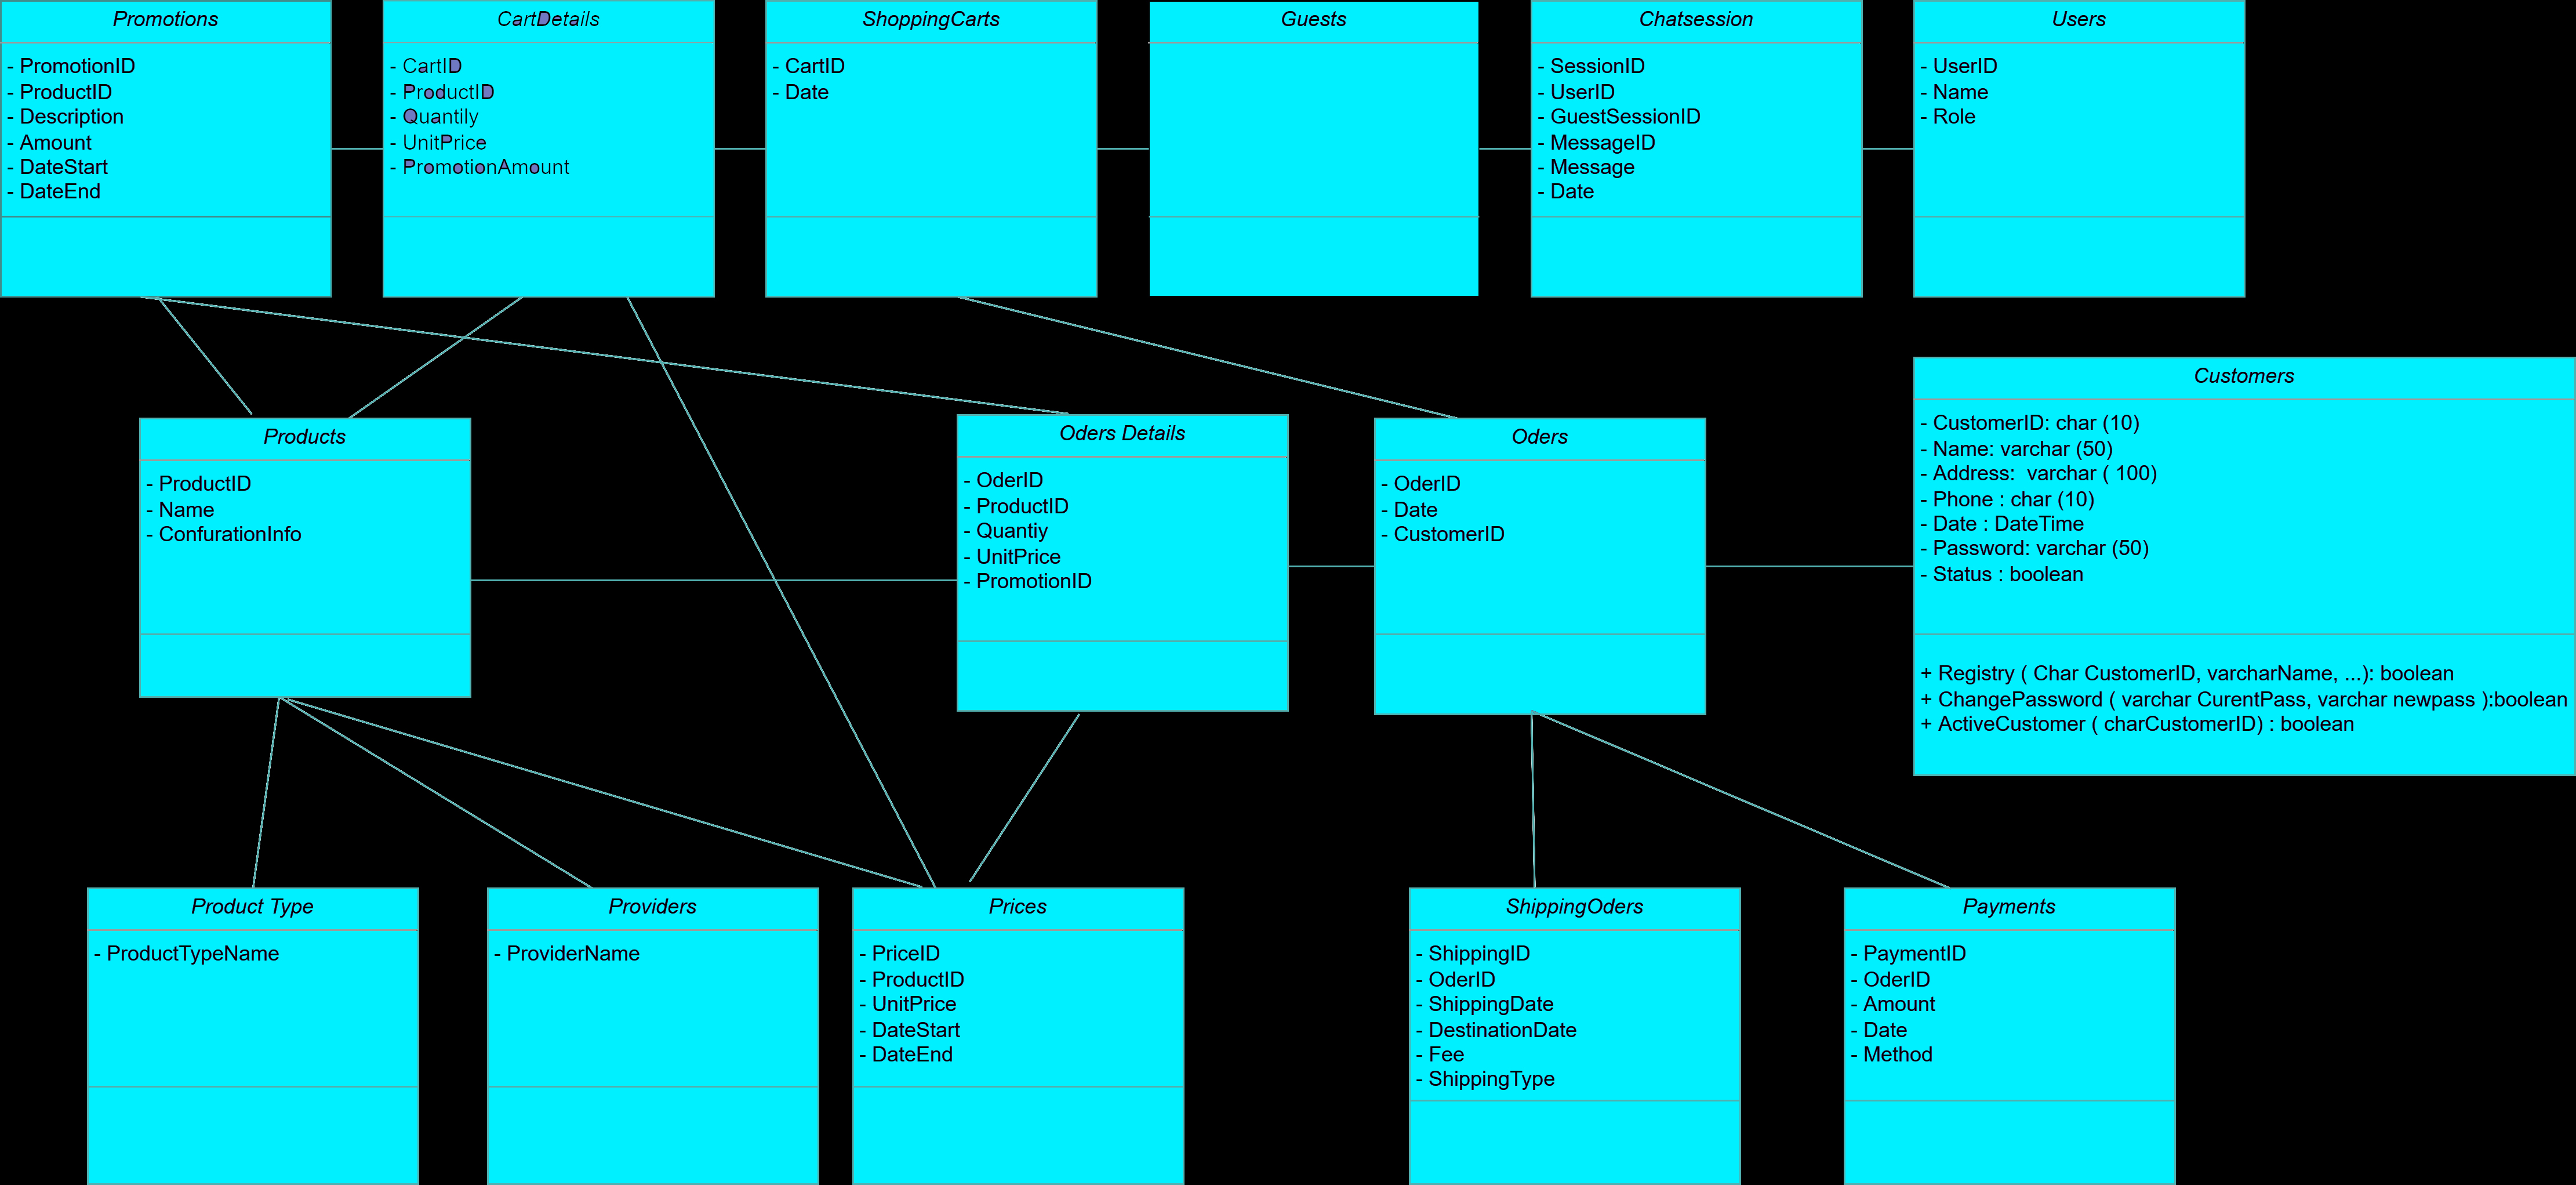 Promotions
- PromotionID
- ProductID
- Description
- Amount
- DateStart
- DateEnd
CartDetails
- CartID
- ProductID
- Quantily
- UnitPrice
- PromotionAmount
ShoppingCarts
- CartID
- Date
Guests
Chatsession
- SessionID
- UserID
- GuestSessionID
- MessageID
- Message
- Date
Users
- UserID
- Name
- Role
Products
- ProductID
- Name
- ConfurationInfo
Oders Details
- OderID
- ProductID
- Quantiy
- UnitPrice
- PromotionID
Oders
- OderID
- Date
- CustomerID
Customers
- CustomerID: char (10)
- Name: varchar (50)
- Address:  varchar ( 100)
- Phone : char (10)
- Date : DateTime
- Password: varchar (50)
- Status : boolean
+ Registry ( Char CustomerID, varcharName, ...): boolean
+ ChangePassword ( varchar CurentPass, varchar newpass ):boolean
+ ActiveCustomer ( charCustomerID) : boolean
Product Type
- ProductTypeName
Providers
- ProviderName
Prices
- PriceID
- ProductID
- UnitPrice
- DateStart
- DateEnd
ShippingOders
- ShippingID
- OderID
- ShippingDate
- DestinationDate
- Fee
- ShippingType
Payments
- PaymentID
- OderID
- Amount
- Date
- Method